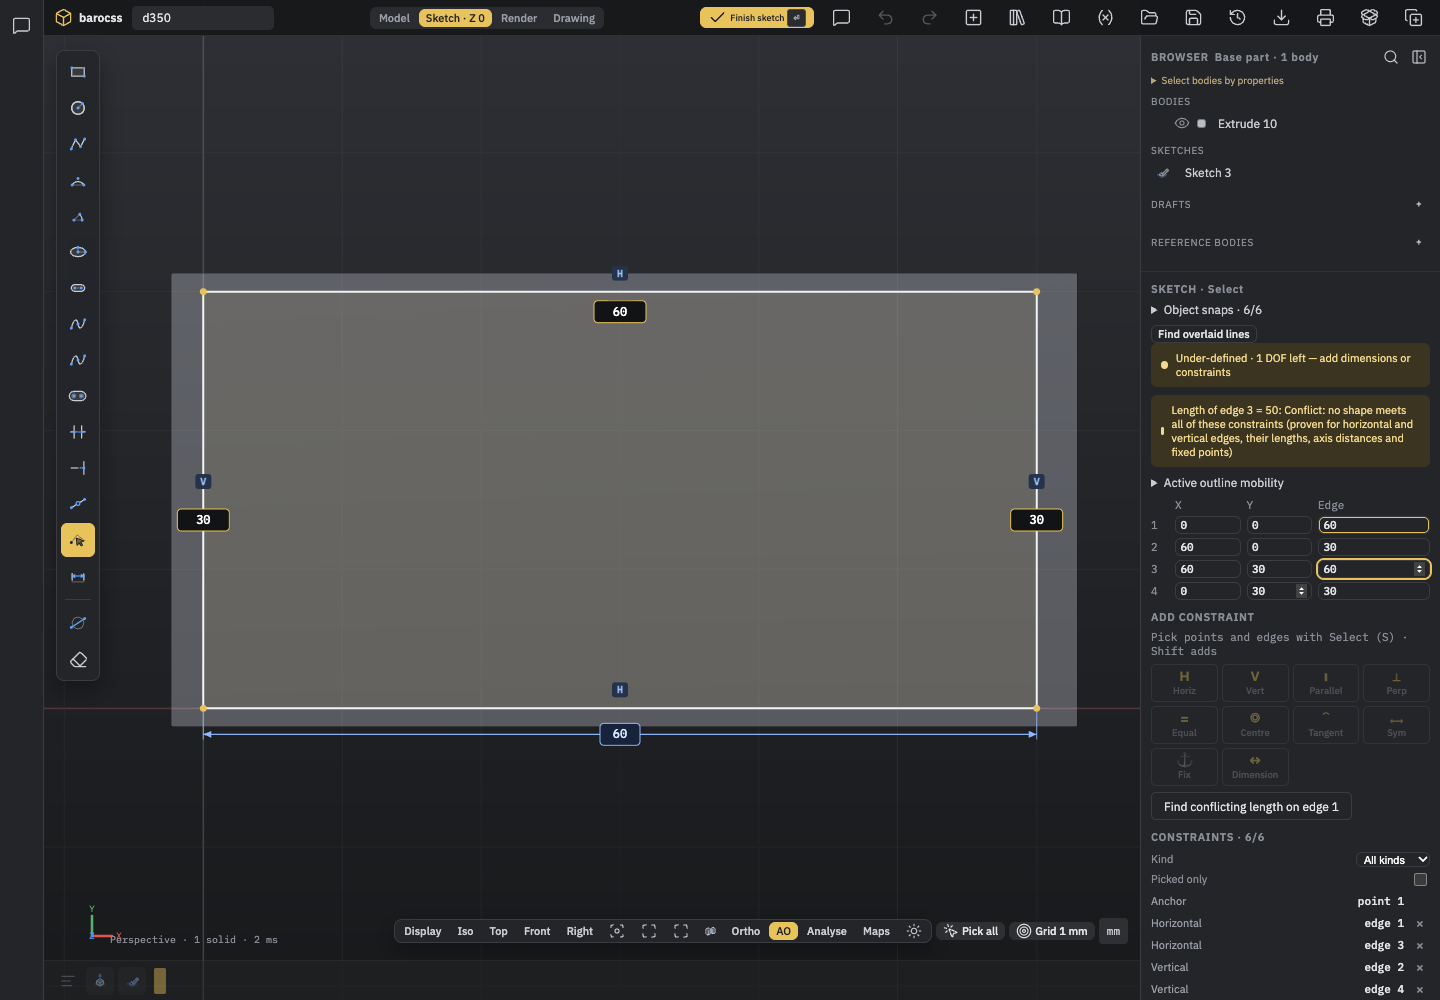 barocss
d350
Model
Sketch · Z 0
Render
Drawing
Finish sketch
BROWSER Base part · 1 body
Select bodies by properties
BODIES
Extrude 10
SKETCHES
Sketch 3
DRAFTS
+
REFERENCE BODIES
+
SKETCH · Select
Object snaps · 6/6
Find overlaid lines
Under-defined · 1 DOF left — add dimensions or
constraints
Length of edge 3 = 50: Conflict: no shape meets
all of these constraints (proven for horizontal and
vertical edges, their lengths, axis distances and
fixed points)
Active outline mobility
X Y Edge
1 0 0 60
2 60 0 30
3 60 30 60
4 0 30 30
ADD CONSTRAINT
Pick points and edges with Select (S) ·
Shift adds
H V
Horiz Vert Parallel Perp
Equal Centre Tangent Sym
Fix Dimension
Find conflicting length on edge 1
CONSTRAINTS · 6/6
Kind All kinds
Picked only
Anchor point 1
Horizontal edge 1 ×
Horizontal edge 3 ×
Vertical edge 2 ×
Vertical edge 4 ×
H
60
V
V
30
30
H
60
Y
X
Z
Perspective · 1 solid · 2 ms
Display
Iso
Top
Front
Right
Ortho
AO
Analyse
Maps
Pick all
Grid 1 mm
mm